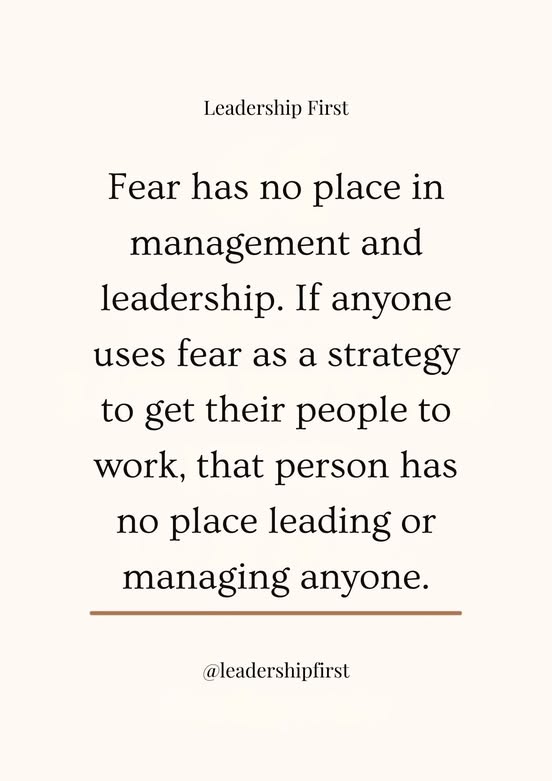 Leadership First
Fear has no place in
management and
leadership. If anyone
uses fear as a strategy
to get their people to
work, that person has
no place leading or
managing anyone.
@leadershipfirst